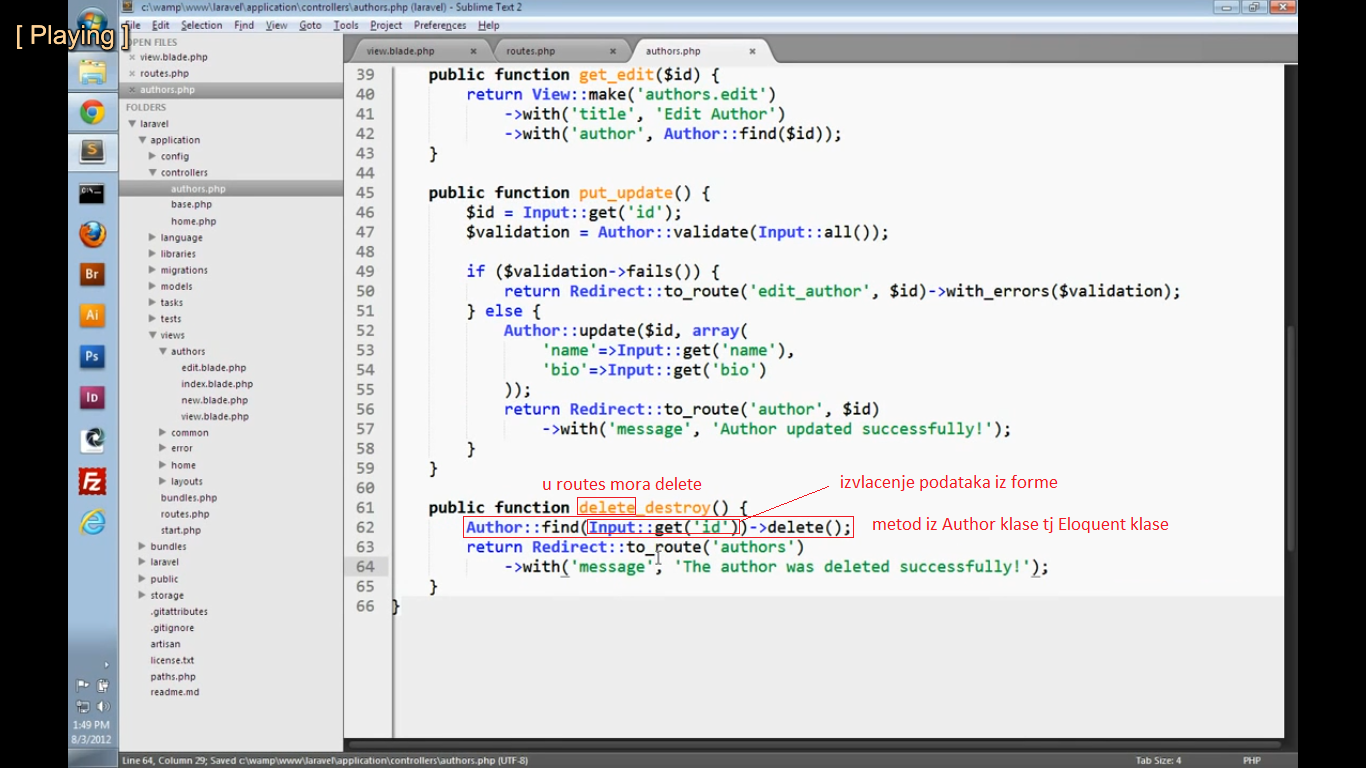 c:\wamp\www\laravel\application\controllers\authors.php (laravel) - Sublime Text 2
[ Playing ]
File Edit Selection Find View Goto Tools Project Preferences Help
OPEN FILES
view.blade.php
routes.php
authors.php
FOLDERS
laravel
application
config
controllers
authors.php
base.php
home.php
language
libraries
migrations
models
tasks
tests
views
authors
edit.blade.php
index.blade.php
new.blade.php
view.blade.php
common
error
home
layouts
bundles.php
routes.php
start.php
bundles
laravel
public
storage
.gitattributes
.gitignore
artisan
license.txt
paths.php
readme.md
Br
Ai
Ps
Id
Fz
1:49 PM
8/3/2012
view.blade.php routes.php authors.php
39 public function get_edit($id) {
40 return View::make('authors.edit')
41 ->with('title', 'Edit Author')
42 ->with('author', Author::find($id));
43 }
44
45 public function put_update() {
46 $id = Input::get('id');
47 $validation = Author::validate(Input::all());
48
49 if ($validation->fails()) {
50 return Redirect::to_route('edit_author', $id)->with_errors($validation);
51 } else {
52 Author::update($id, array(
53 'name'=>Input::get('name'),
54 'bio'=>Input::get('bio')
55 ));
56 return Redirect::to_route('author', $id)
57 ->with('message', 'Author updated successfully!');
58 }
59 }
60
u routes mora delete
izvlacenje podataka iz forme
61 public function delete_destroy() {
62 Author::find(Input::get('id'))->delete();
metod iz Author klase tj Eloquent klase
63 return Redirect::to_route('authors')
64 ->with('message', 'The author was deleted successfully!');
65 }
66 }
Line 64, Column 29; Saved c:\wamp\www\laravel\application\controllers\authors.php (UTF-8)
Tab Size: 4
PHP